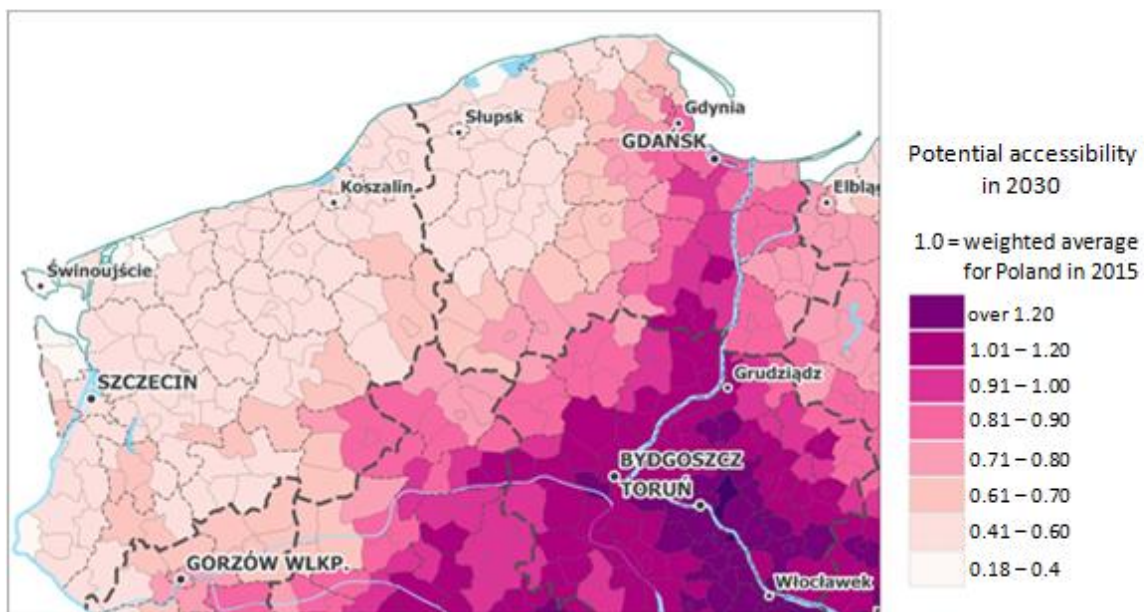 Gdynia
Słupsk
GDAŃSK
Koszalin
Elbląg
Świnoujście
SZCZECIN
Grudziądz
BYDGOSZCZ
TORUŃ
GORZÓW WLKP.
Włocławek
Potential accessibility
in 2030
1.0 = weighted average
for Poland in 2015
over 1.20
1.01 – 1.20
0.91 – 1.00
0.81 – 0.90
0.71 – 0.80
0.61 – 0.70
0.41 – 0.60
0.18 – 0.4